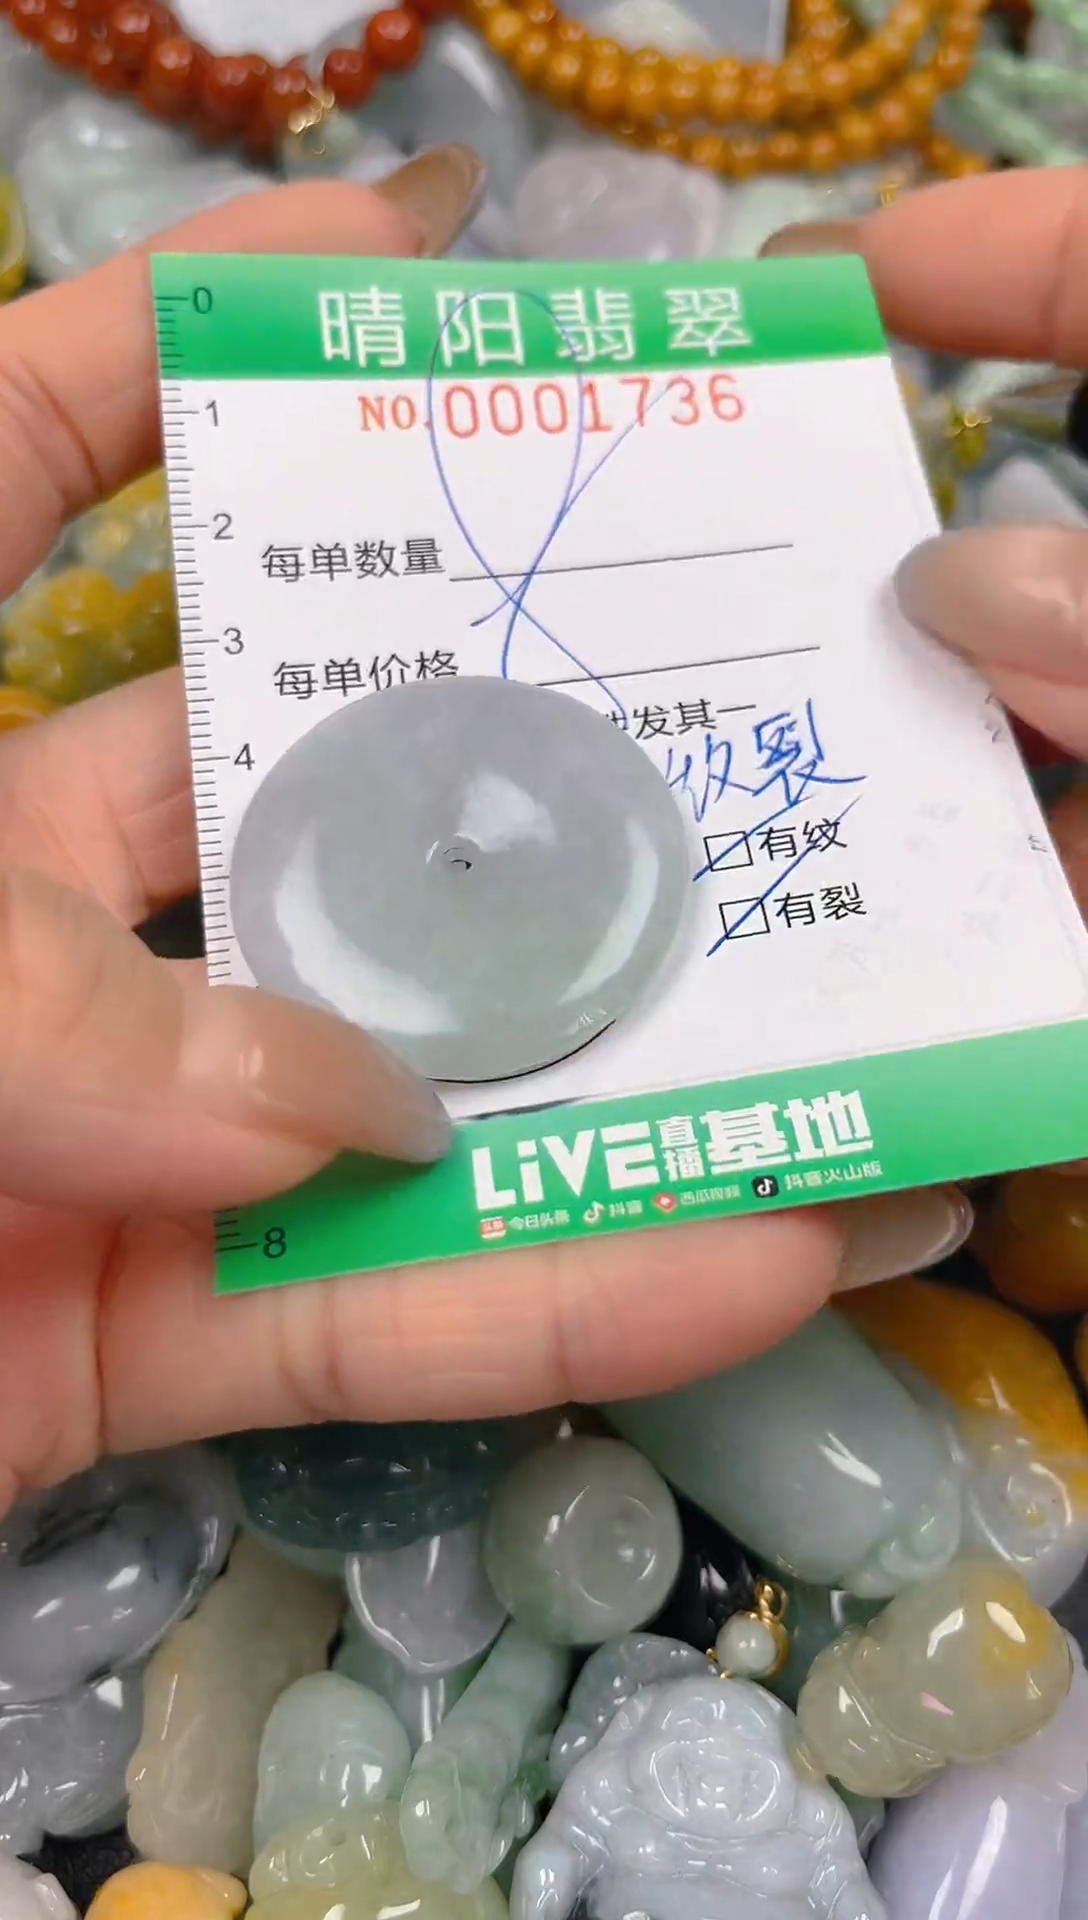 晴阳翡翠
NO.0001736
0
1
2
3
4
8
每单数量
每单价格
发其一
纹裂
有纹
有裂
LiVE直播基地
今日头条 抖音 西瓜视频 抖音火山版